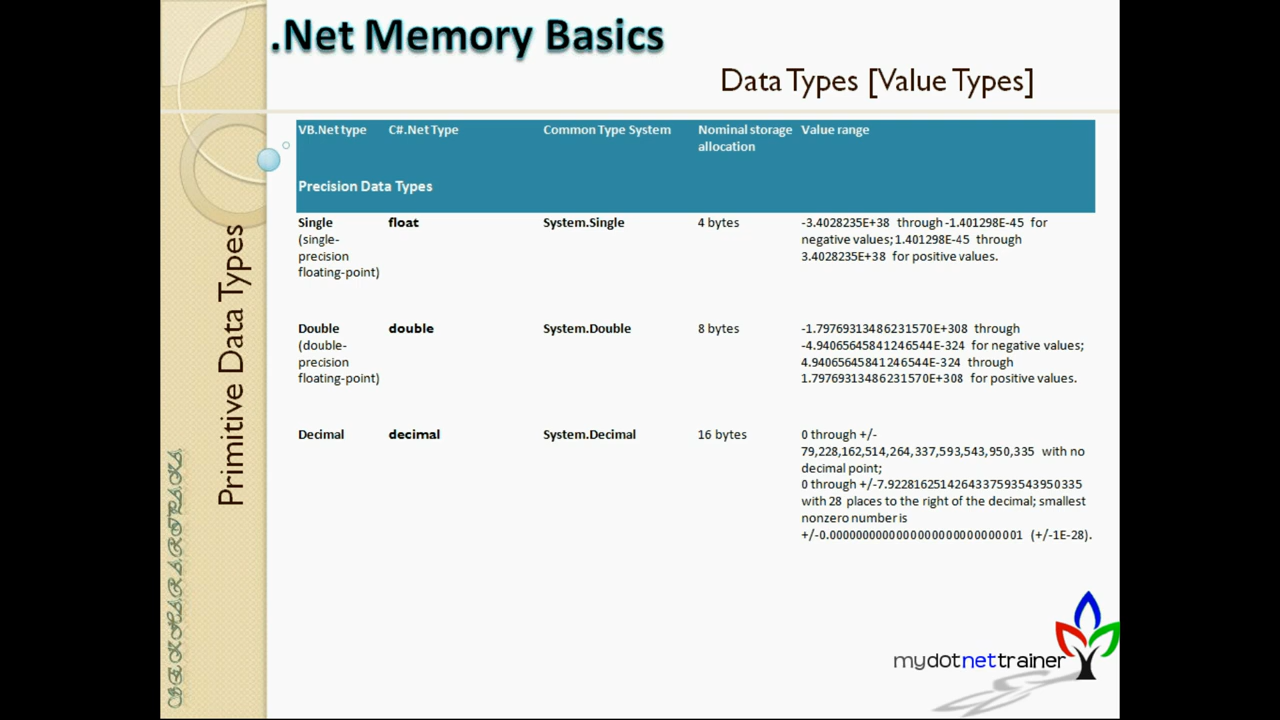 .Net Memory Basics
Data Types [Value Types]
VB.Net type C#.Net Type Common Type System Nominal storage Value range
allocation
Precision Data Types
Single float System.Single 4 bytes -3.4028235E+38 through -1.401298E-45 for
(single- negative values; 1.401298E-45 through
precision 3.4028235E+38 for positive values.
floating-point)
Double double System.Double 8 bytes -1.79769313486231570E+308 through
(double- -4.94065645841246544E-324 for negative values;
precision 4.94065645841246544E-324 through
floating-point) 1.79769313486231570E+308 for positive values.
Decimal decimal System.Decimal 16 bytes 0 through +/-
79,228,162,514,264,337,593,543,950,335 with no
decimal point;
0 through +/-7.9228162514264337593543950335
with 28 places to the right of the decimal; smallest
nonzero number is
+/-0.0000000000000000000000000001 (+/-1E-28).
Primitive Data Types
mydotnettrainer